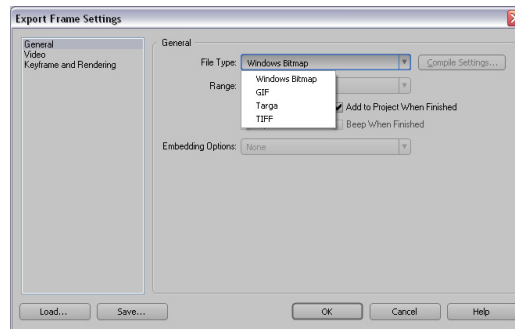 Export Frame Settings
General
Video
Keyframe and Rendering
General
File Type: Windows Bitmap Compile Settings...
Windows Bitmap
GIF
Targa
TIFF
Range:
Add to Project When Finished
Beep When Finished
Embedding Options: None
Load... Save... OK Cancel Help